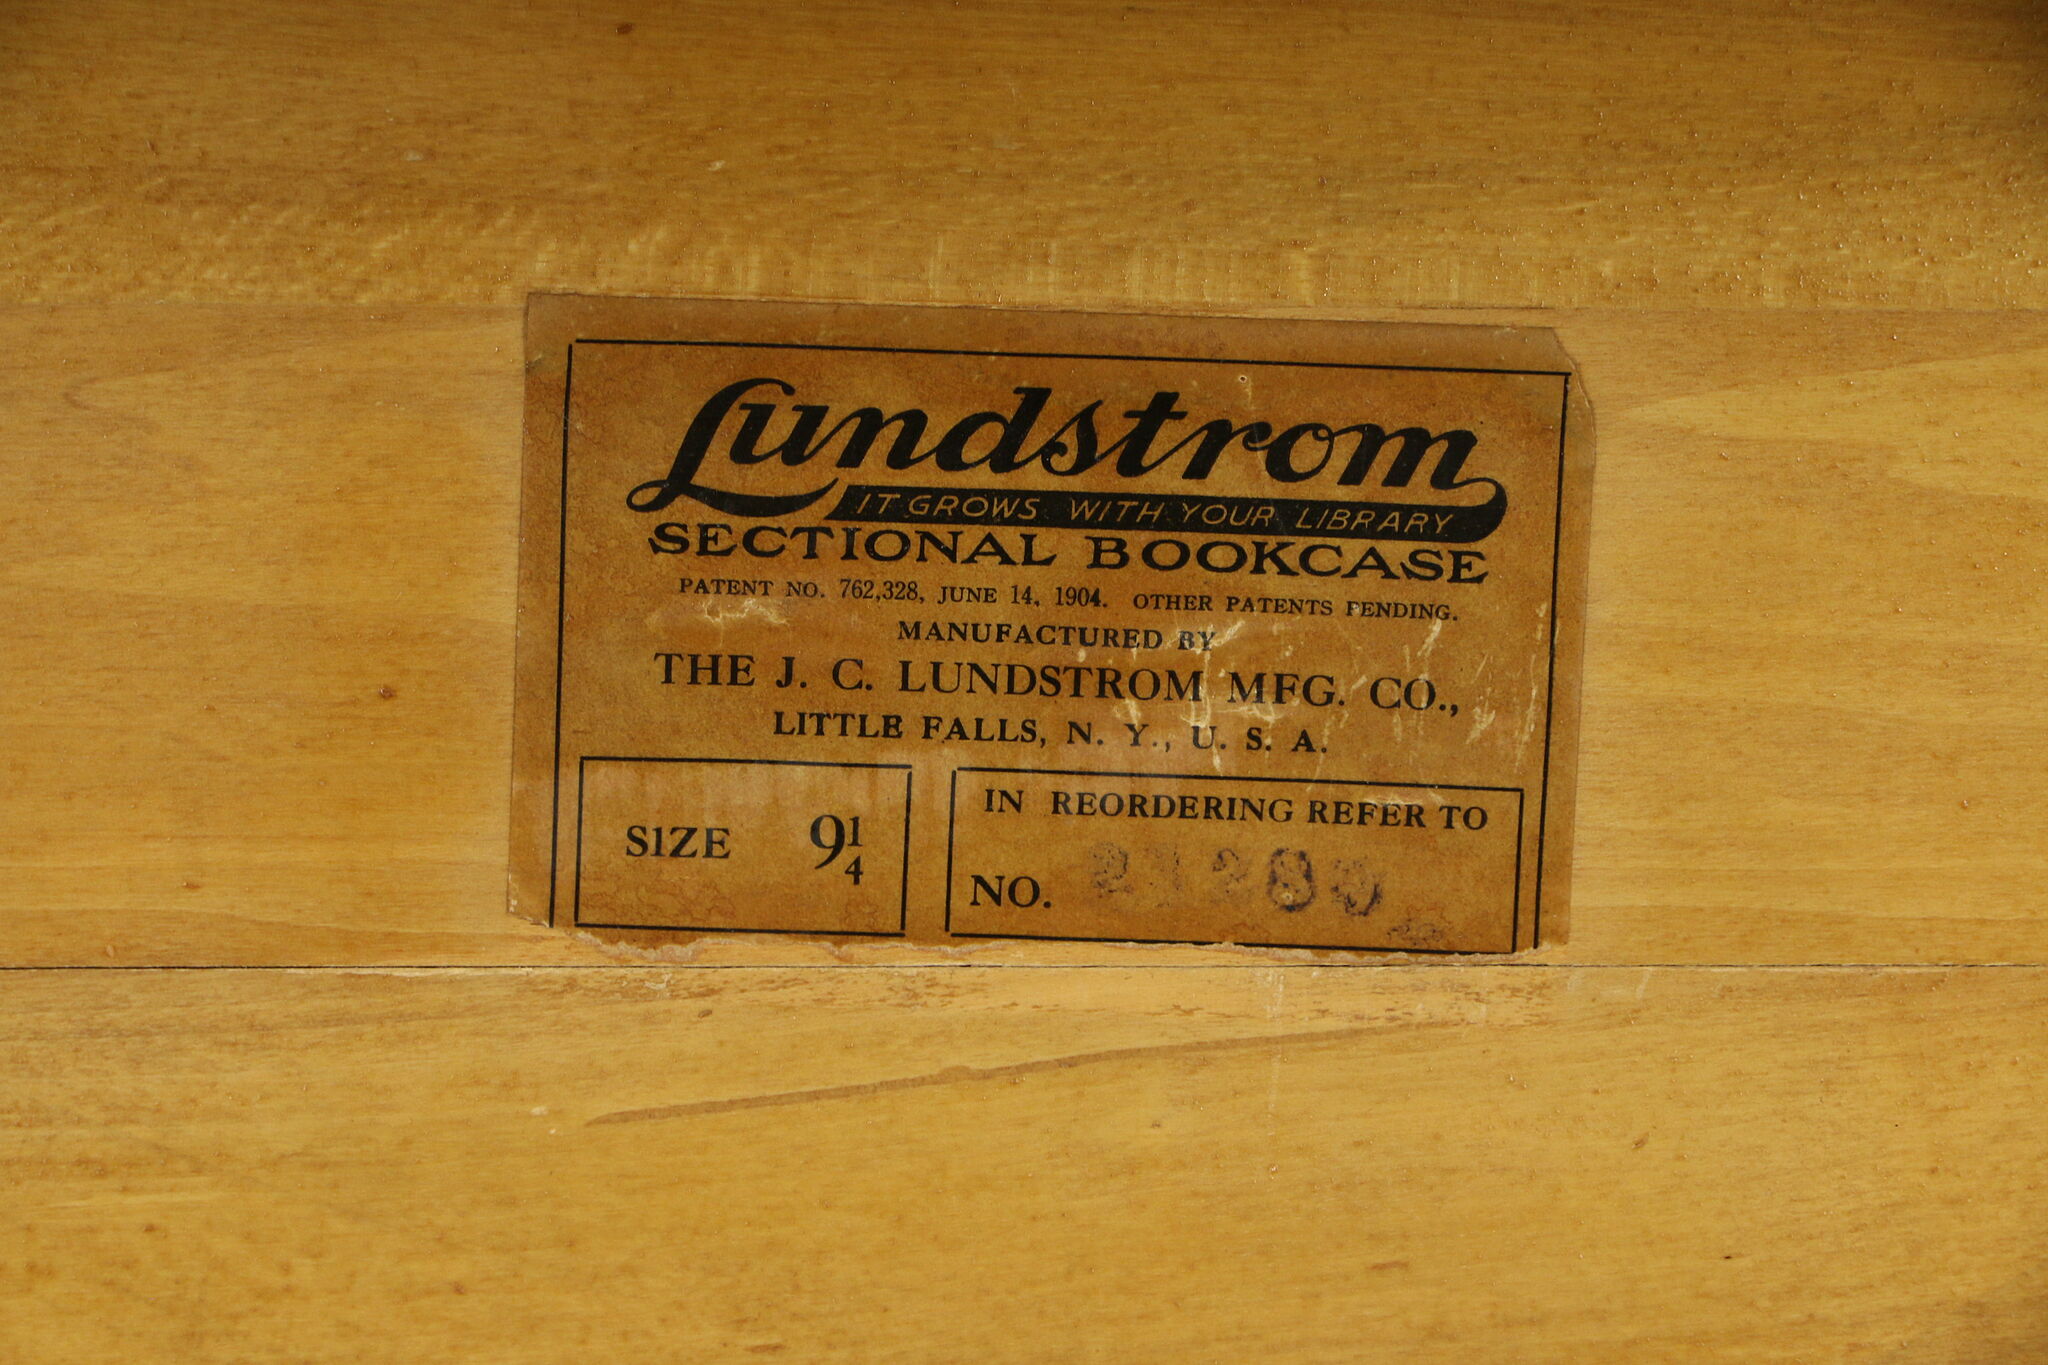 Lundstrom
IT GROWS WITH YOUR LIBRARY
SECTIONAL BOOKCASE
PATENT NO. 762,328, JUNE 14, 1904. OTHER PATENTS PENDING.
MANUFACTURED BY
THE J. C. LUNDSTROM MFG. CO.,
LITTLE FALLS, N. Y., U. S. A.
SIZE 9 1/4
IN REORDERING REFER TO
NO.